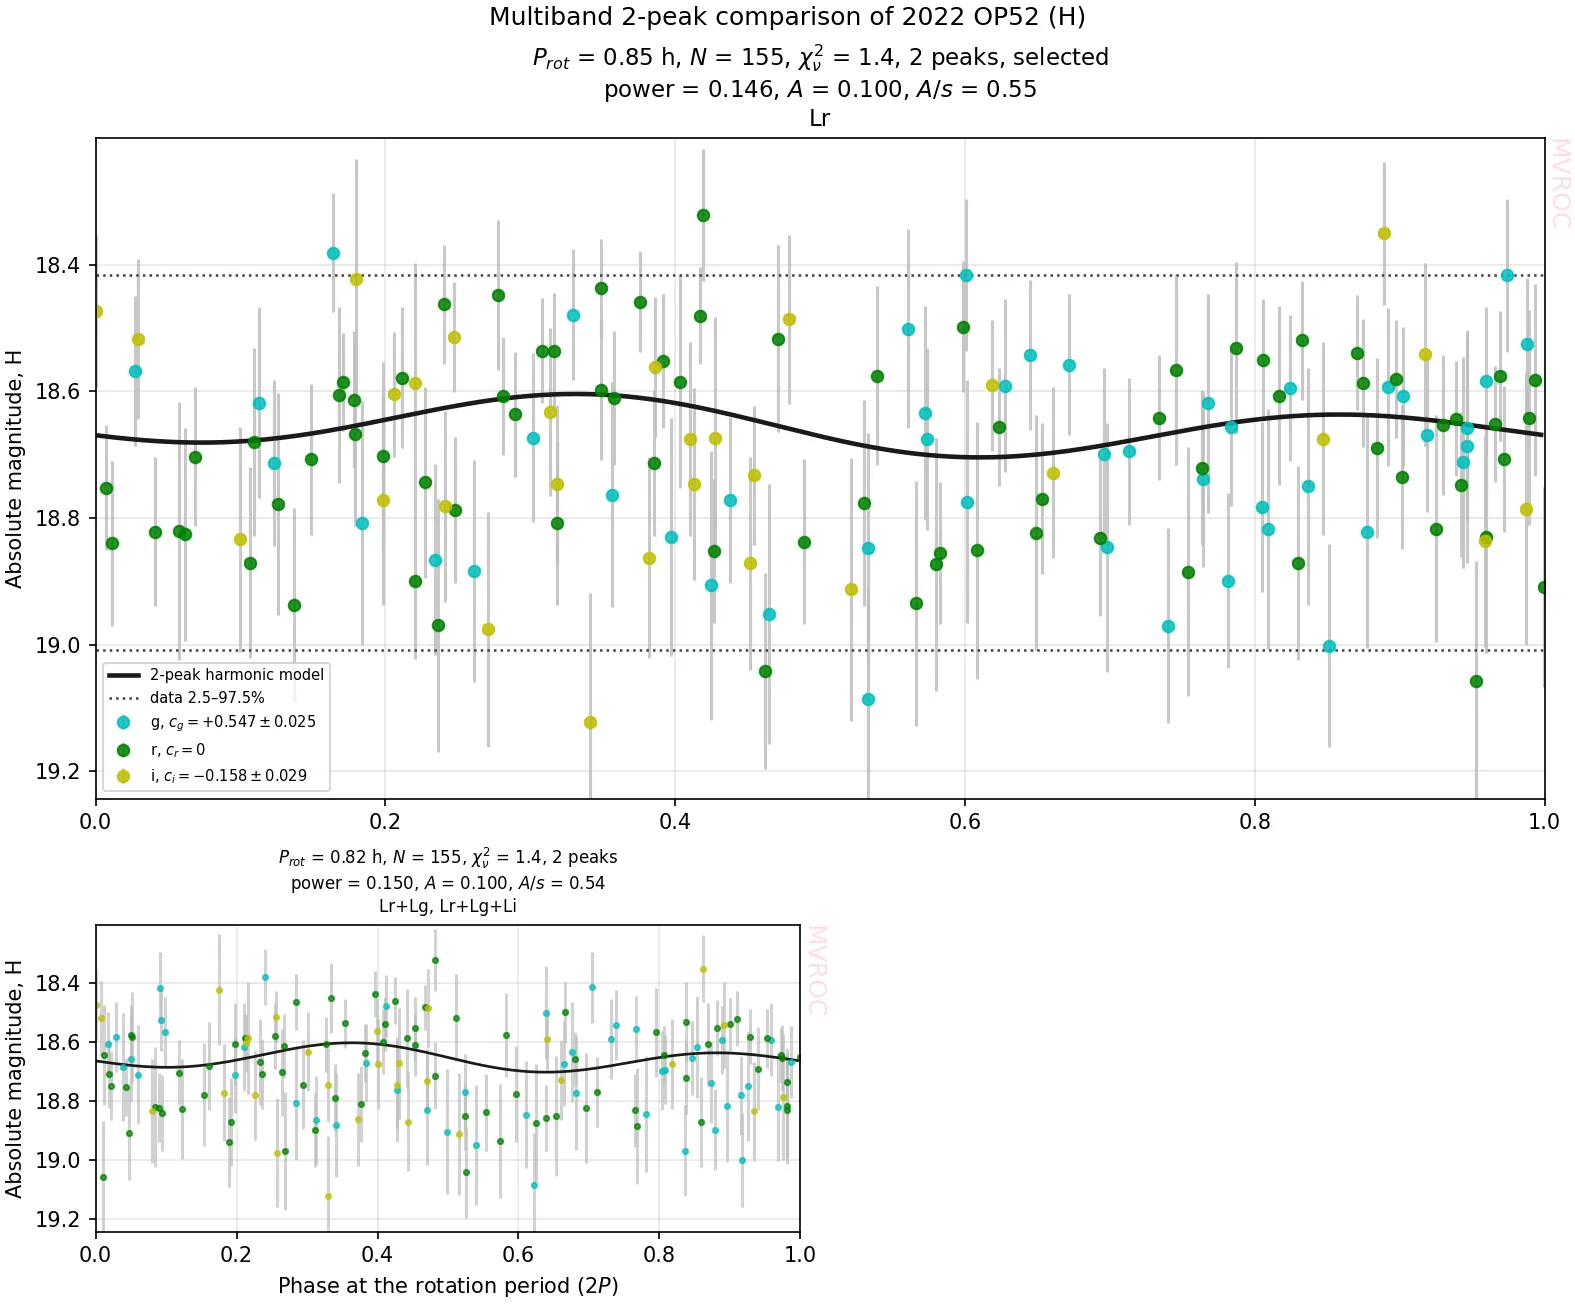 Multiband 2-peak comparison of 2022 OP52 (H)
P_rot = 0.85 h, N = 155, χ²_ν = 1.4, 2 peaks, selected
power = 0.146, A = 0.100, A/s = 0.55
Lr
MVROC
Absolute magnitude, H
18.4
18.6
18.8
19.0
19.2
2-peak harmonic model
data 2.5–97.5%
g, c_g = +0.547 ± 0.025
r, c_r = 0
i, c_i = −0.158 ± 0.029
0.0 0.2 0.4 0.6 0.8 1.0
P_rot = 0.82 h, N = 155, χ²_ν = 1.4, 2 peaks
power = 0.150, A = 0.100, A/s = 0.54
Lr+Lg, Lr+Lg+Li
MVROC
Absolute magnitude, H
18.4
18.6
18.8
19.0
19.2
0.0 0.2 0.4 0.6 0.8 1.0
Phase at the rotation period (2P)